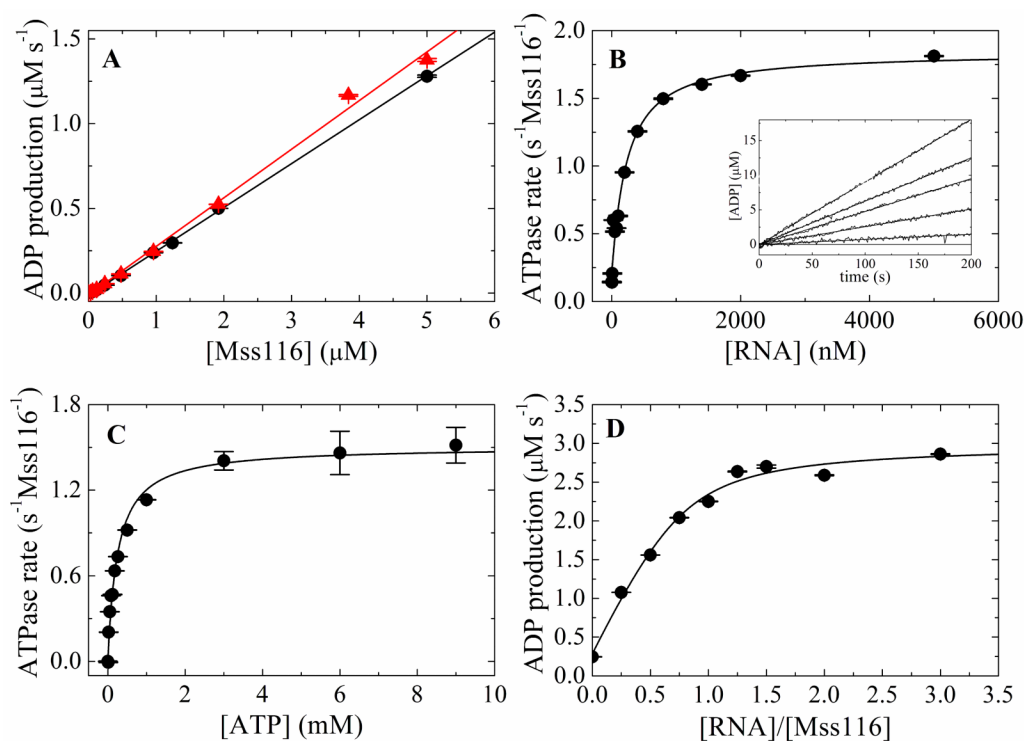 A
ADP production (μM s⁻¹)
1.5
1.0
0.5
0.0
0 1 2 3 4 5 6
[Mss116] (μM)
B
ATPase rate (s⁻¹Mss116⁻¹)
2.0
1.5
1.0
0.5
0.0
0 2000 4000 6000
[RNA] (nM)
[ADP] (μM)
15
10
5
0
0 50 100 150 200
time (s)
C
ATPase rate (s⁻¹Mss116⁻¹)
1.8
1.2
0.6
0.0
0 2 4 6 8 10
[ATP] (mM)
D
ADP production (μM s⁻¹)
3.5
3.0
2.5
2.0
1.5
1.0
0.5
0.0
0.0 0.5 1.0 1.5 2.0 2.5 3.0 3.5
[RNA]/[Mss116]